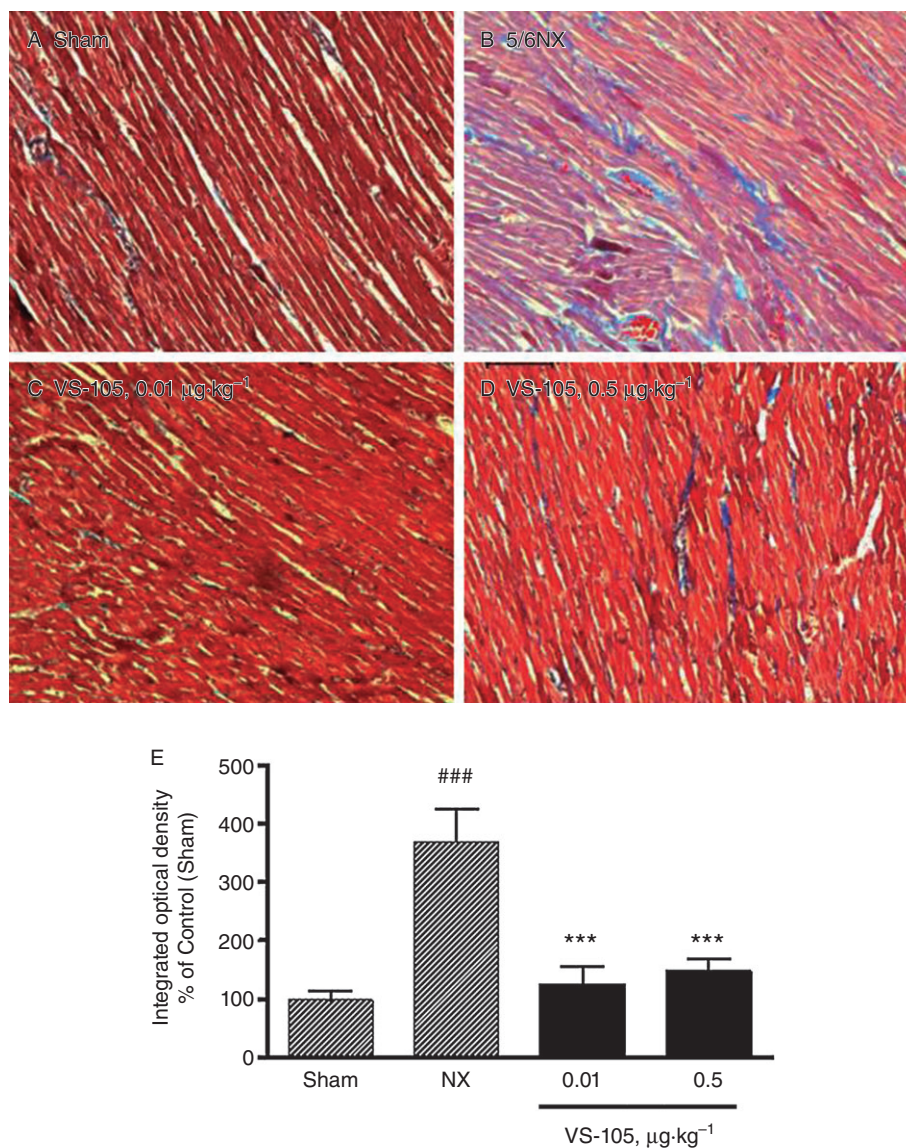 A Sham
B 5/6NX
C VS-105, 0.01 µg·kg⁻¹
D VS-105, 0.5 µg·kg⁻¹
E
Integrated optical density
% of Control (Sham)
500
400
300
200
100
0
###
***
***
Sham NX 0.01 0.5
VS-105, µg·kg⁻¹